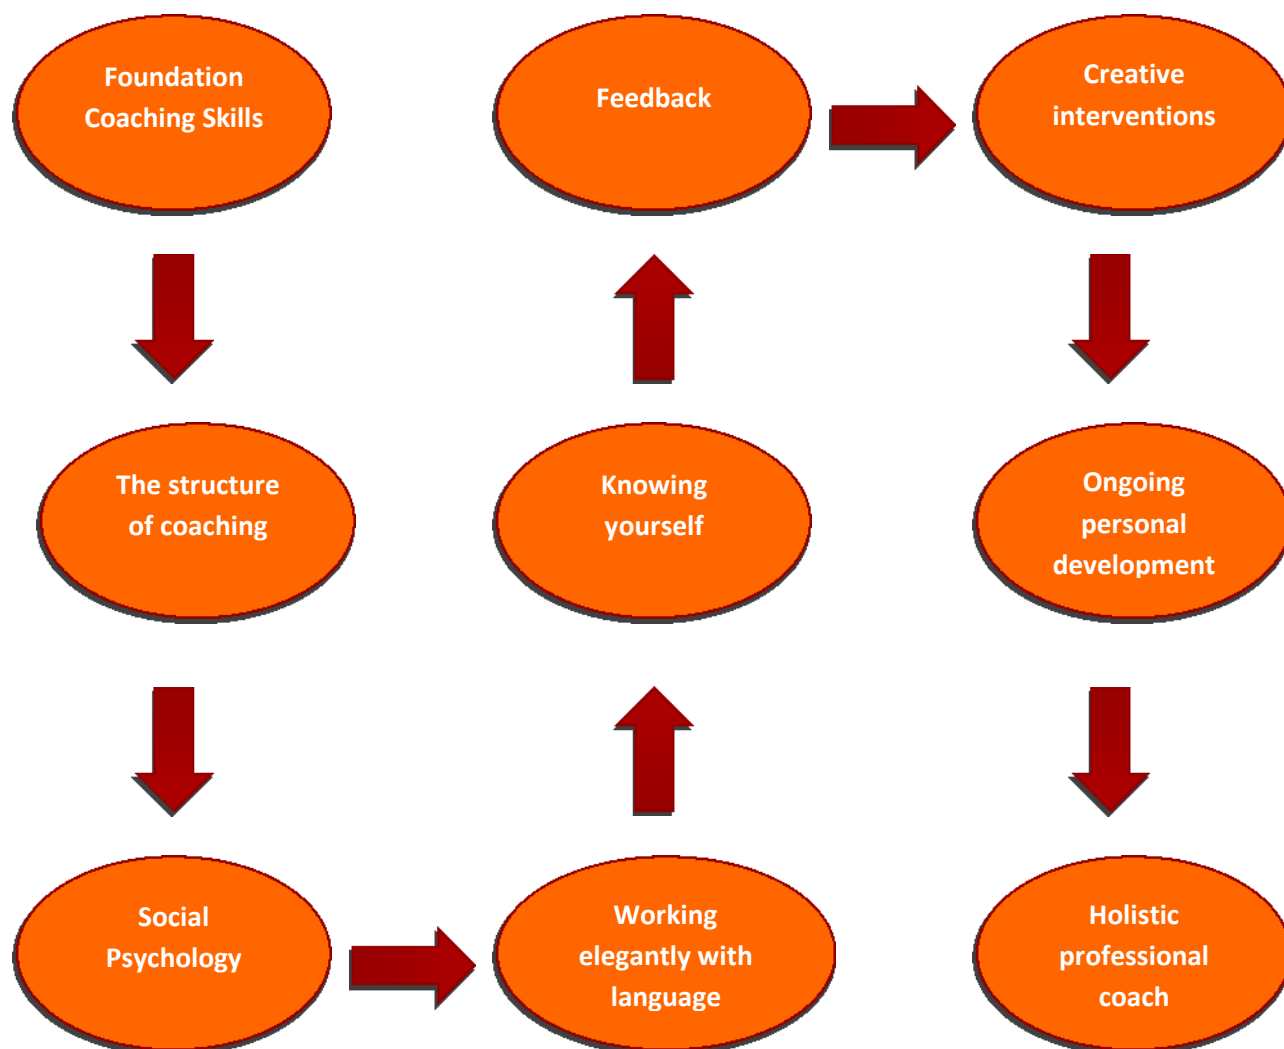 Foundation
Coaching Skills
The structure
of coaching
Social
Psychology
Working
elegantly with
language
Knowing
yourself
Feedback
Creative
interventions
Ongoing
personal
development
Holistic
professional
coach